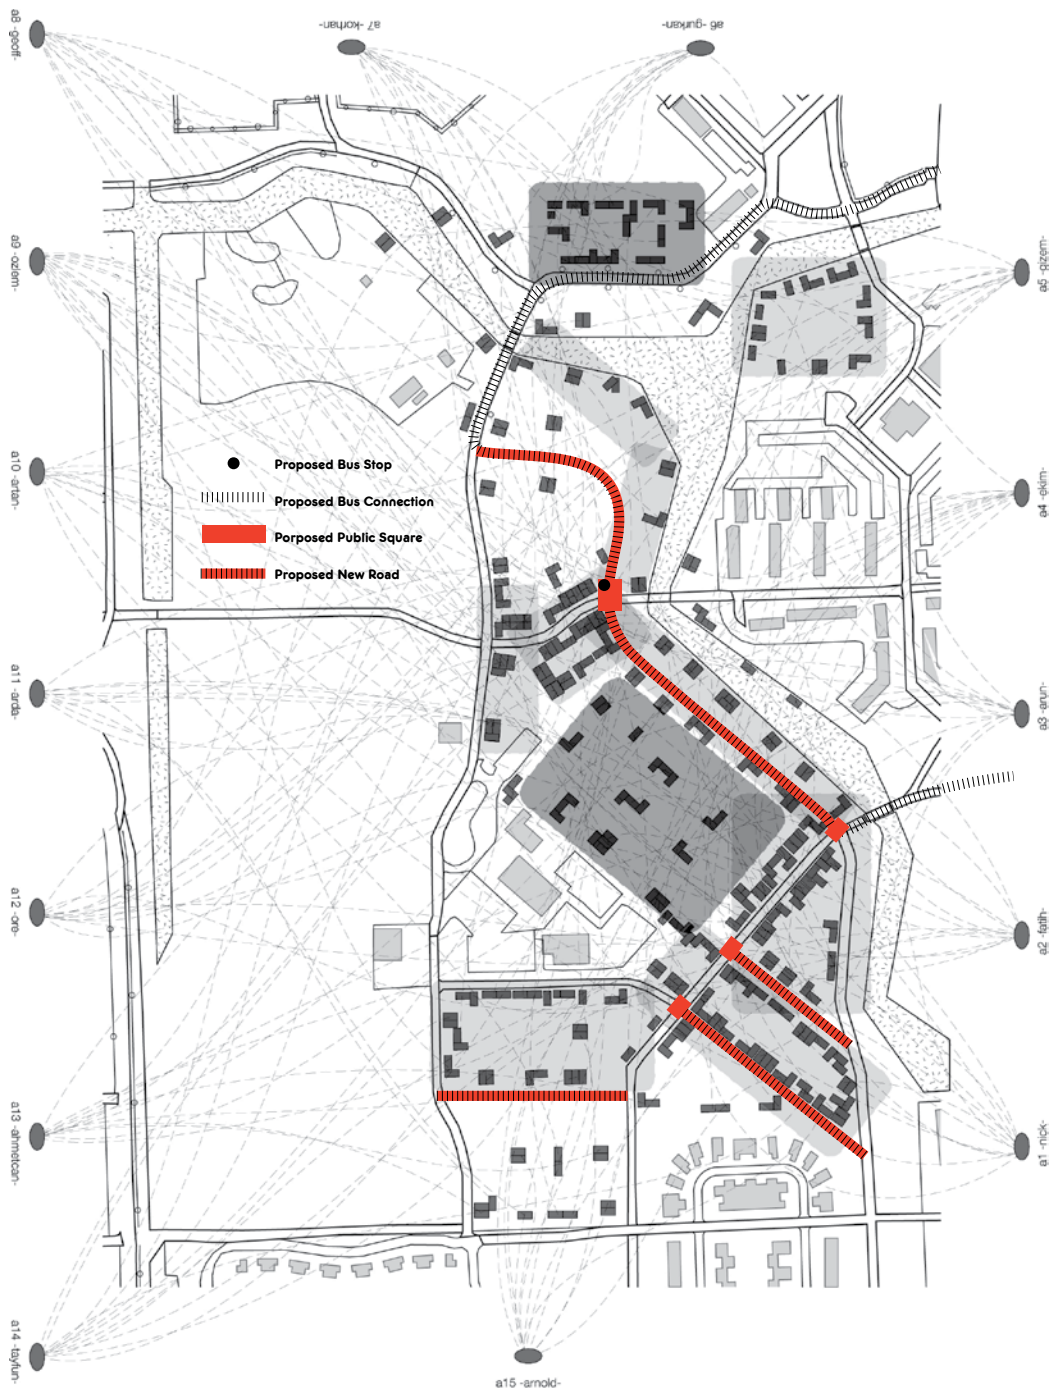 a8 -geoff-
a7 -korhan-
a6 -gurkan-
a9 -ozlem-
a5 -gizem-
a10 -artan-
Proposed Bus Stop
Proposed Bus Connection
Porposed Public Square
Proposed New Road
a4 -ekim-
a11 -arda-
a3 -arun-
a12 -ore-
a2 -fatih-
a13 -ahmetcan-
a1 -nick-
a14 -tayfun-
a15 -arnold-